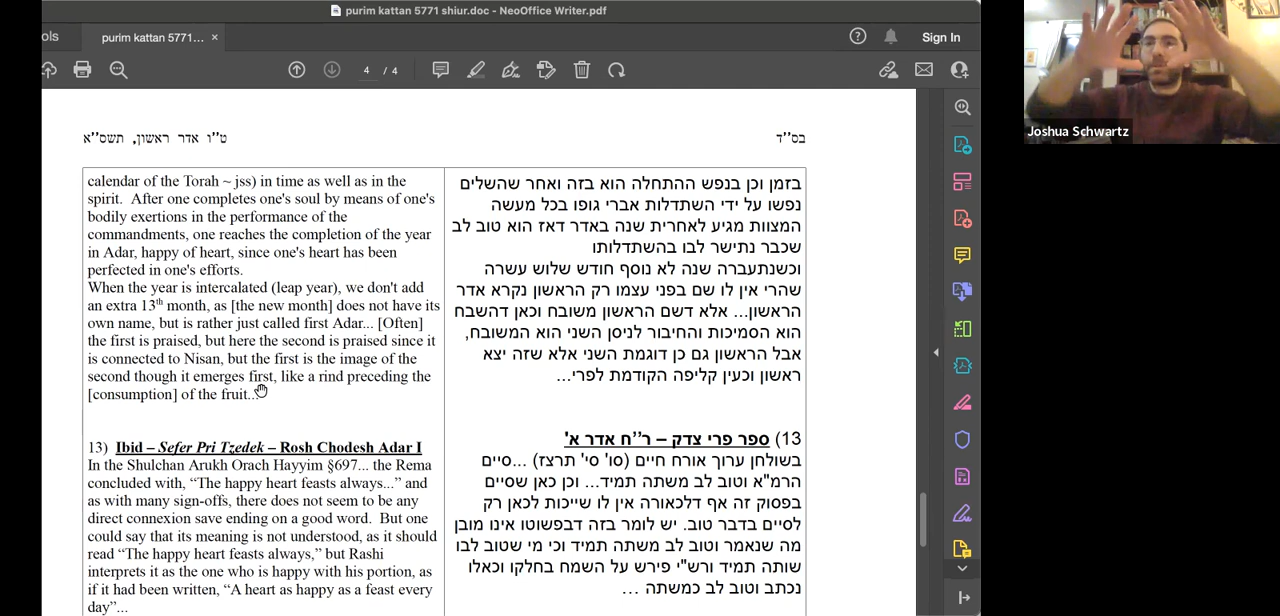 purim kattan 5771 shiur.doc - NeoOffice Writer.pdf
ols
purim kattan 5771... ×
Sign In
4 / 4
ט"ו אדר ראשון, תשס"א
בס"ד
calendar of the Torah ~ jss) in time as well as in the
spirit. After one completes one's soul by means of one's
bodily exertions in the performance of the
commandments, one reaches the completion of the year
in Adar, happy of heart, since one's heart has been
perfected in one's efforts.
When the year is intercalated (leap year), we don't add
an extra 13th month, as [the new month] does not have its
own name, but is rather just called first Adar... [Often]
the first is praised, but here the second is praised since it
is connected to Nisan, but the first is the image of the
second though it emerges first, like a rind preceding the
[consumption] of the fruit...
13) Ibid – Sefer Pri Tzedek – Rosh Chodesh Adar I
In the Shulchan Arukh Orach Hayyim §697... the Rema
concluded with, “The happy heart feasts always...” and
as with many sign-offs, there does not seem to be any
direct connexion save ending on a good word. But one
could say that its meaning is not understood, as it should
read “The happy heart feasts always,” but Rashi
interprets it as the one who is happy with his portion, as
if it had been written, “A heart as happy as a feast every
day”...
בזמן וכן בנפש ההתחלה הוא בזה ואחר שהשלים
נפשו על ידי השתדלות אברי גופו בכל מעשה
המצוות מגיע לאחרית שנה באדר דאז הוא טוב לב
שכבר נתישר לבו בהשתדלותו
וכשנתעברה שנה לא נוסף חודש שלוש עשרה
שהרי אין לו שם בפני עצמו רק הראשון נקרא אדר
הראשון... אלא דשם הראשון משובח וכאן דהשבח
הוא הסמיכות והחיבור לניסן השני הוא המשובח,
אבל הראשון גם כן דוגמת השני אלא שזה יצא
ראשון וכעין קליפה הקודמת לפרי...
13) ספר פרי צדק – ר"ח אדר א'
בשולחן ערוך אורח חיים (סו' סי' תרצז) ...סיים
הרמ"א וטוב לב משתה תמיד... וכן כאן שסיים
בפסוק זה אף דלכאורה אין לו שייכות לכאן רק
לסיים בדבר טוב. יש לומר בזה דבפשוטו אינו מובן
מה שנאמר וטוב לב משתה תמיד וכי מי שטוב לבו
שותה תמיד ורש"י פירש על השמח בחלקו וכאלו
נכתב וטוב לב כמשתה ...
Joshua Schwartz